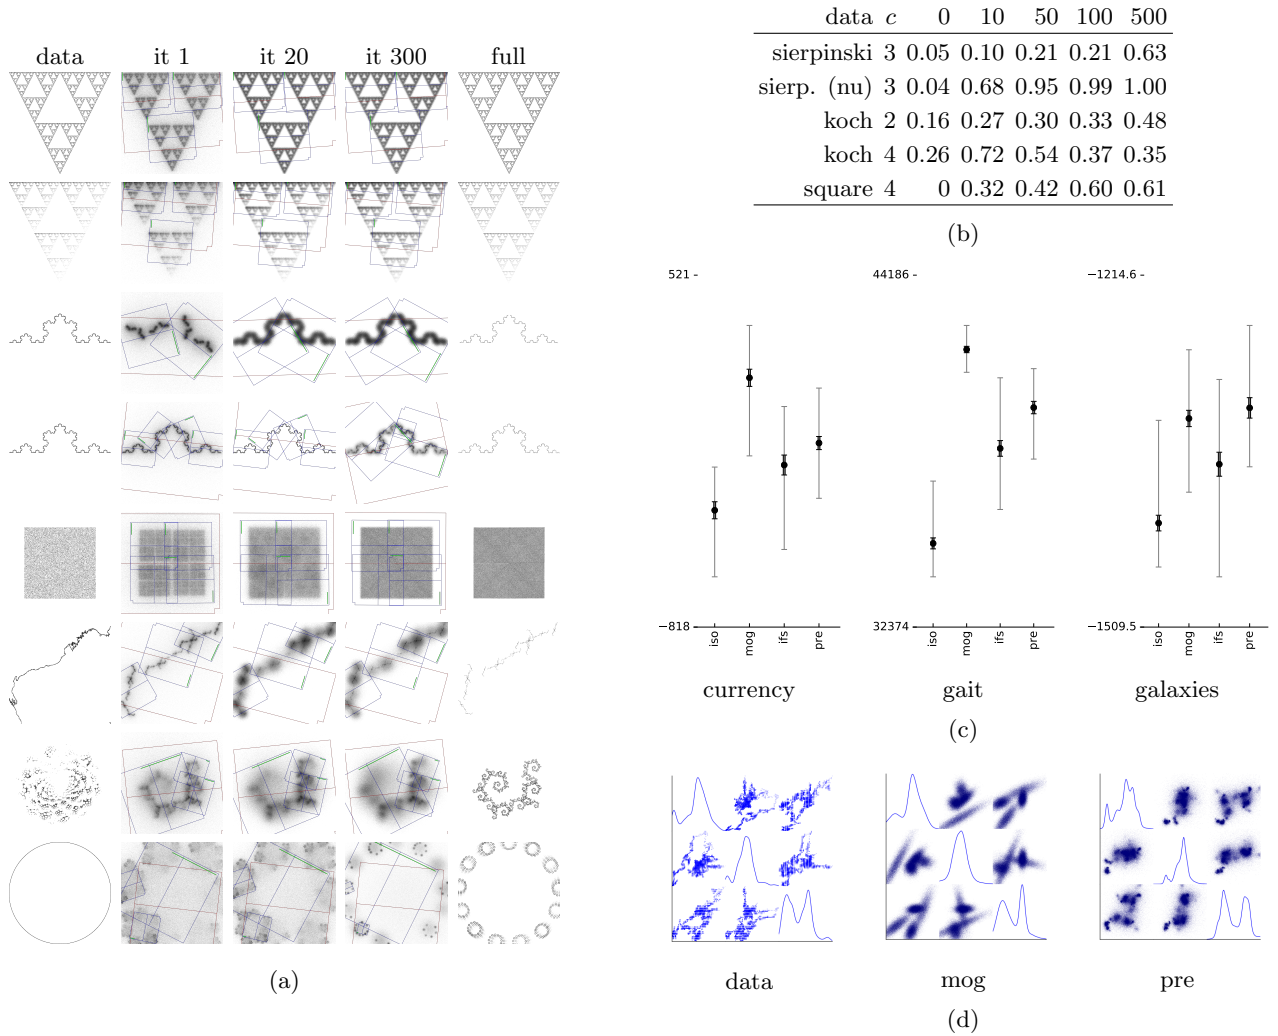 data it 1 it 20 it 300 full
(a)
data c 0 10 50 100 500
sierpinski 3 0.05 0.10 0.21 0.21 0.63
sierp. (nu) 3 0.04 0.68 0.95 0.99 1.00
koch 2 0.16 0.27 0.30 0.33 0.48
koch 4 0.26 0.72 0.54 0.37 0.35
square 4 0 0.32 0.42 0.60 0.61
(b)
521 44186 −1214.6
−818 32374 −1509.5
iso mog ifs pre iso mog ifs pre iso mog ifs pre
currency gait galaxies
(c)
data mog pre
(d)